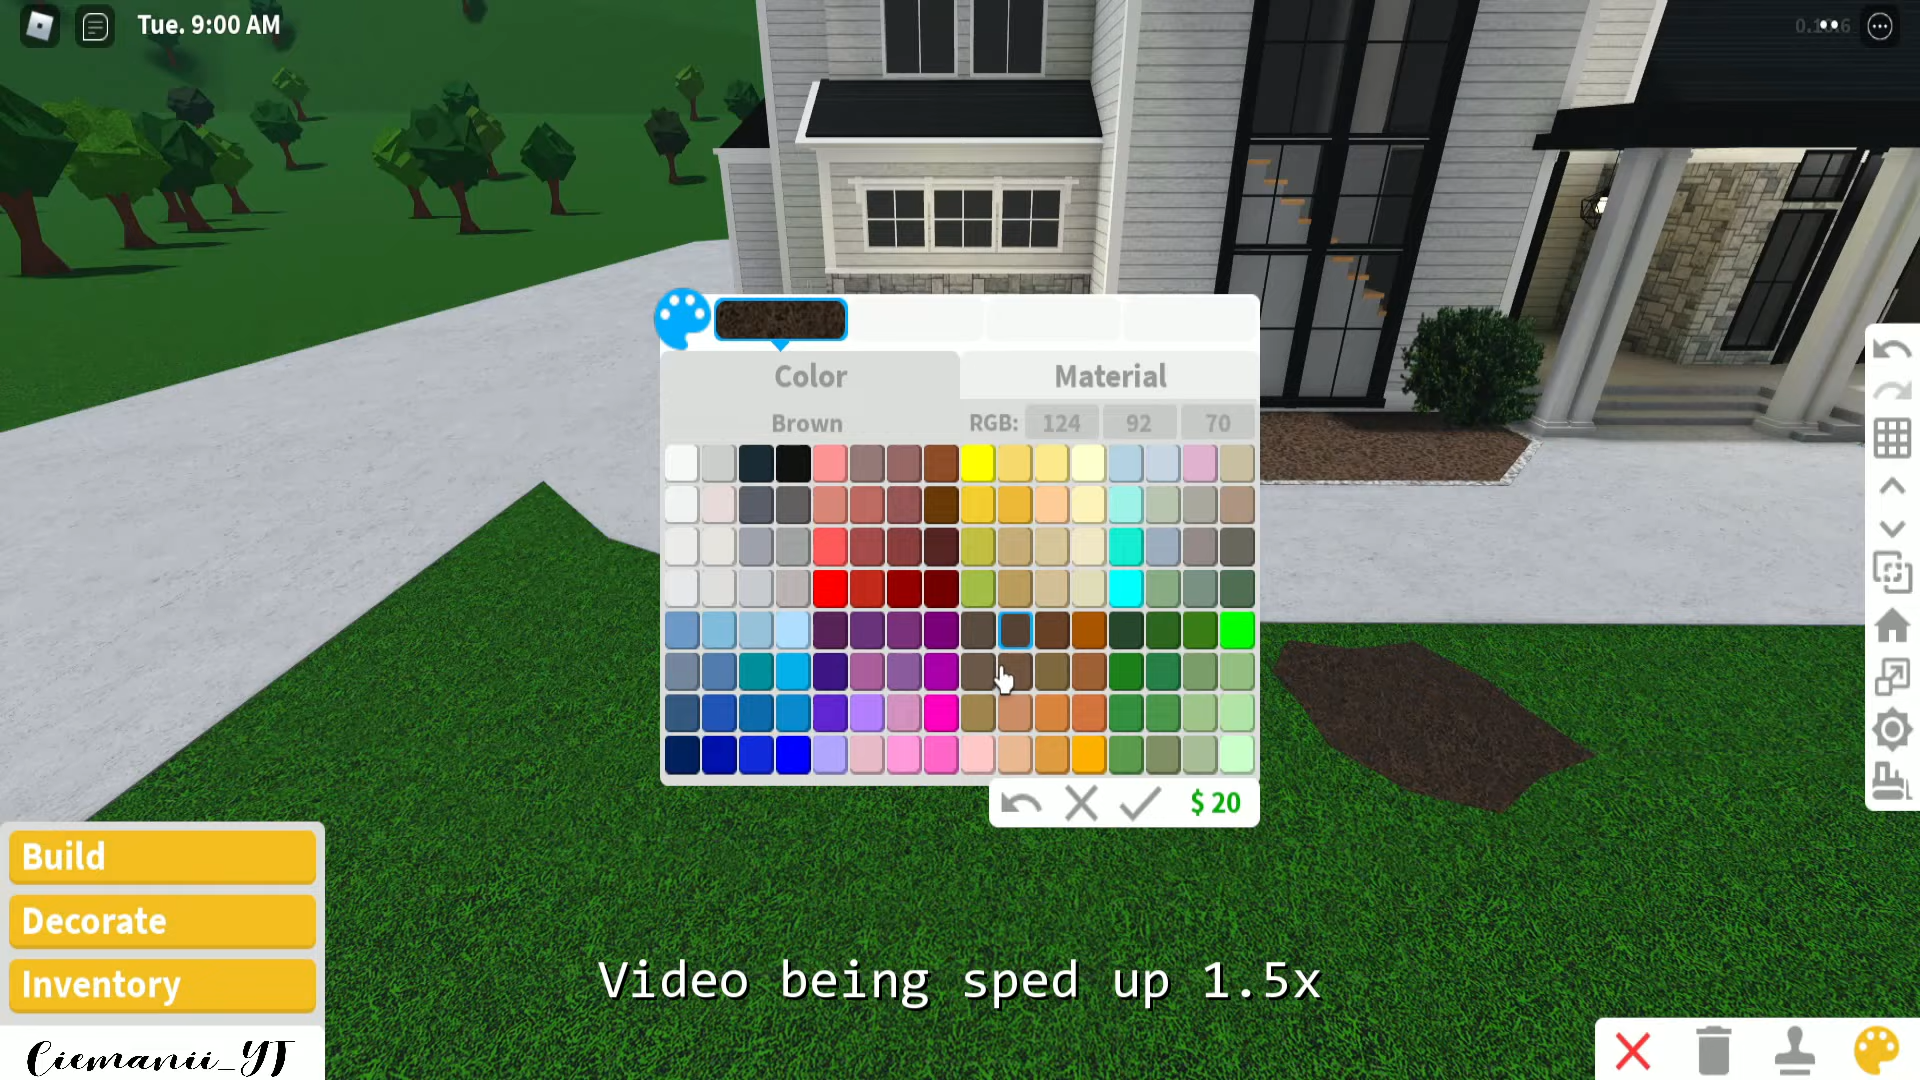 Tue. 9:00 AM
Color
Material
Brown
RGB: 124 92 70
$ 20
Build
Decorate
Inventory
Video being sped up 1.5x
Ciemanii_YT